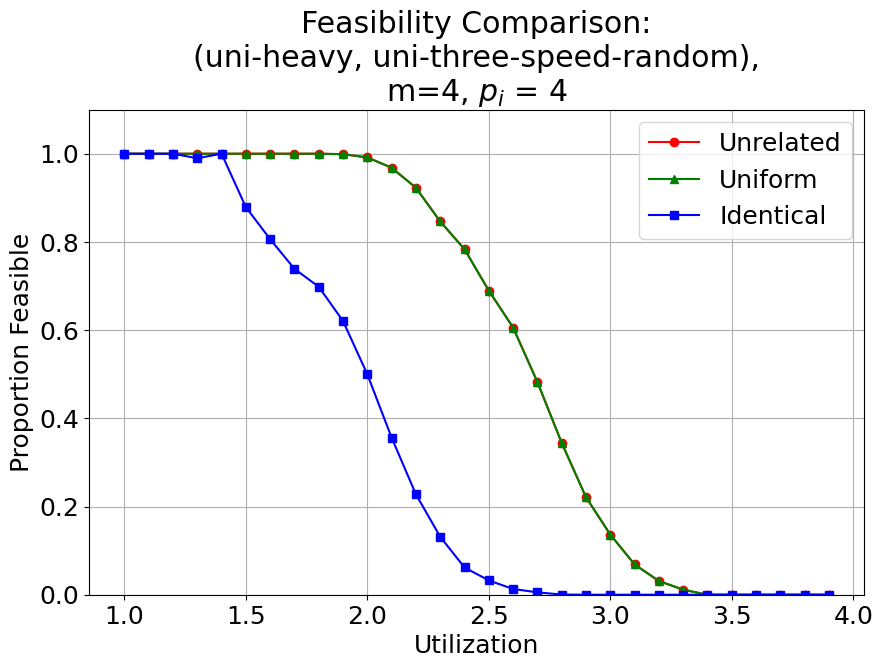 Feasibility Comparison:
(uni-heavy, uni-three-speed-random),
m=4, pᵢ = 4
Unrelated
Uniform
Identical
Proportion Feasible
1.0
0.8
0.6
0.4
0.2
0.0
1.0 1.5 2.0 2.5 3.0 3.5 4.0
Utilization